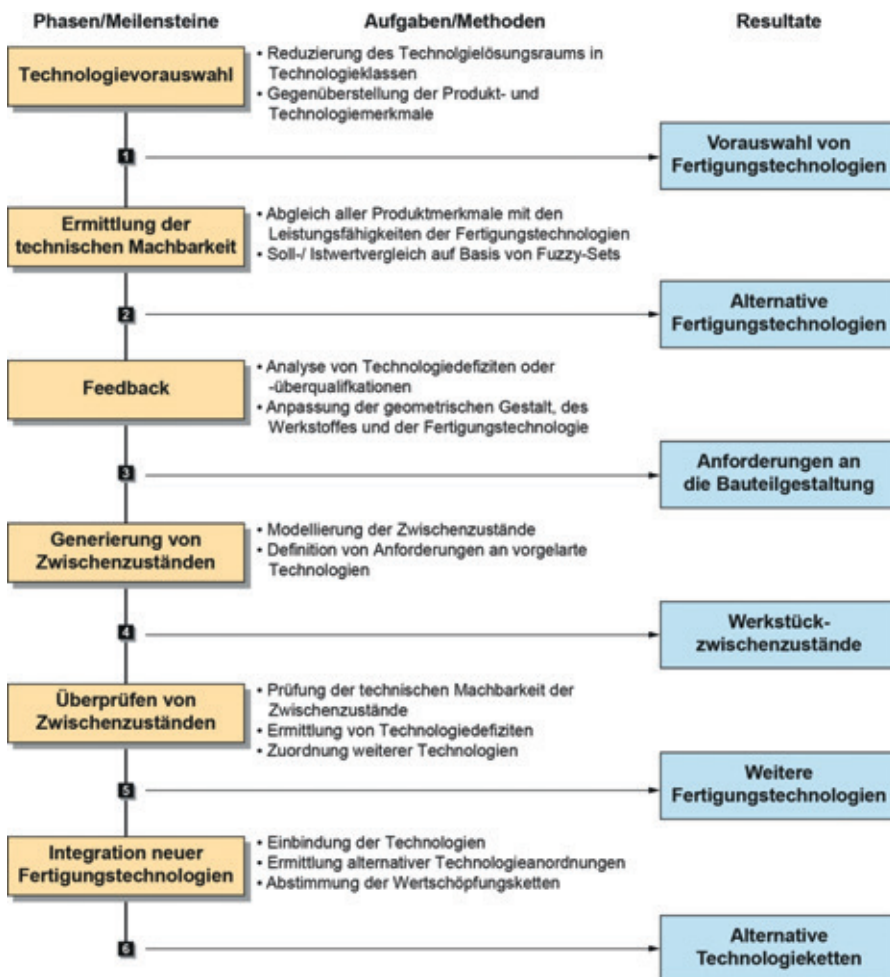 Phasen/Meilensteine
Aufgaben/Methoden
Resultate
Technologievorauswahl
• Reduzierung des Technolgielösungsraums in
Technologieklassen
• Gegenüberstellung der Produkt- und
Technologiemerkmale
1
Vorauswahl von
Fertigungstechnologien
Ermittlung der
technischen Machbarkeit
• Abgleich aller Produktmerkmale mit den
Leistungsfähigkeiten der Fertigungstechnologien
• Soll-/ Istwertvergleich auf Basis von Fuzzy-Sets
2
Alternative
Fertigungstechnologien
Feedback
• Analyse von Technologiedefiziten oder
-überqualifkationen
• Anpassung der geometrischen Gestalt, des
Werkstoffes und der Fertigungstechnologie
3
Anforderungen an
die Bauteilgestaltung
Generierung von
Zwischenzuständen
• Modellierung der Zwischenzustände
• Definition von Anforderungen an vorgelarte
Technologien
4
Werkstück-
zwischenzustände
Überprüfen von
Zwischenzuständen
• Prüfung der technischen Machbarkeit der
Zwischenzustände
• Ermittlung von Technologiedefiziten
• Zuordnung weiterer Technologien
5
Weitere
Fertigungstechnologien
Integration neuer
Fertigungstechnologien
• Einbindung der Technologien
• Ermittlung alternativer Technologieanordnungen
• Abstimmung der Wertschöpfungsketten
6
Alternative
Technologieketten